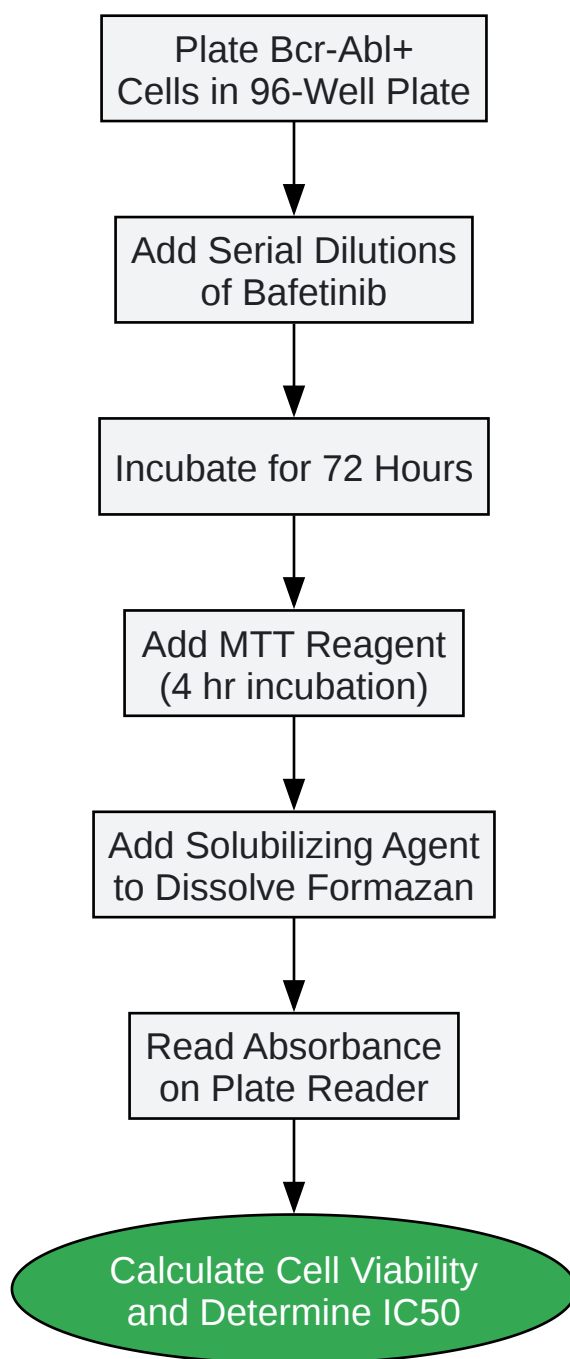 Plate Bcr-Abl+
Cells in 96-Well Plate
Add Serial Dilutions
of Bafetinib
Incubate for 72 Hours
Add MTT Reagent
(4 hr incubation)
Add Solubilizing Agent
to Dissolve Formazan
Read Absorbance
on Plate Reader
Calculate Cell Viability
and Determine IC50